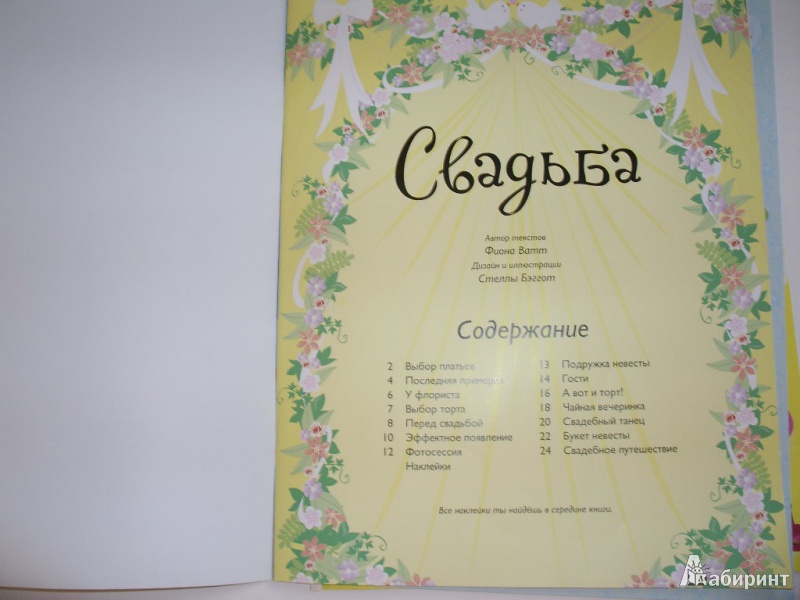 Свадьба
Автор текстов
Фиона Ватт
Дизайн и иллюстрации
Стеллы Бэггот
Содержание
2 Выбор платьев
4 Последняя примерка
6 У флориста
7 Выбор торта
8 Перед свадьбой
10 Эффектное появление
12 Фотосессия
Наклейки
13 Подружка невесты
14 Гости
16 А вот и торт!
18 Чайная вечеринка
20 Свадебный танец
22 Букет невесты
24 Свадебное путешествие
Все наклейки ты найдёшь в середине книги.
Лабиринт